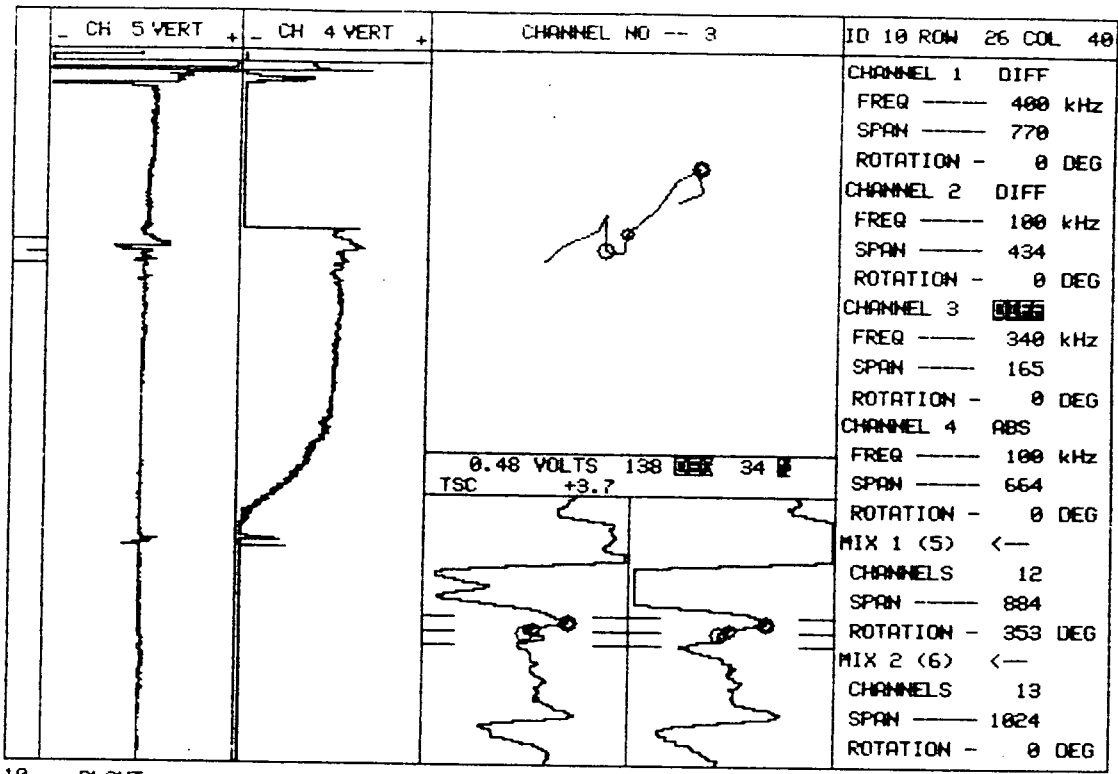 _ CH 5 VERT +
_ CH 4 VERT +
CHANNEL NO -- 3
ID 10 ROW 26 COL 40
CHANNEL 1 DIFF
FREQ ----- 400 kHz
SPAN ----- 770
ROTATION - 0 DEG
CHANNEL 2 DIFF
FREQ ----- 100 kHz
SPAN ----- 434
ROTATION - 0 DEG
CHANNEL 3 DIFF
FREQ ----- 340 kHz
SPAN ----- 165
ROTATION - 0 DEG
CHANNEL 4 ABS
FREQ ----- 100 kHz
SPAN ----- 664
ROTATION - 0 DEG
MIX 1 (5) <--
CHANNELS 12
SPAN ----- 884
ROTATION - 353 DEG
MIX 2 (6) <--
CHANNELS 13
SPAN ----- 1024
ROTATION - 0 DEG
0.48 VOLTS 138 DEG 34
TSC +3.7